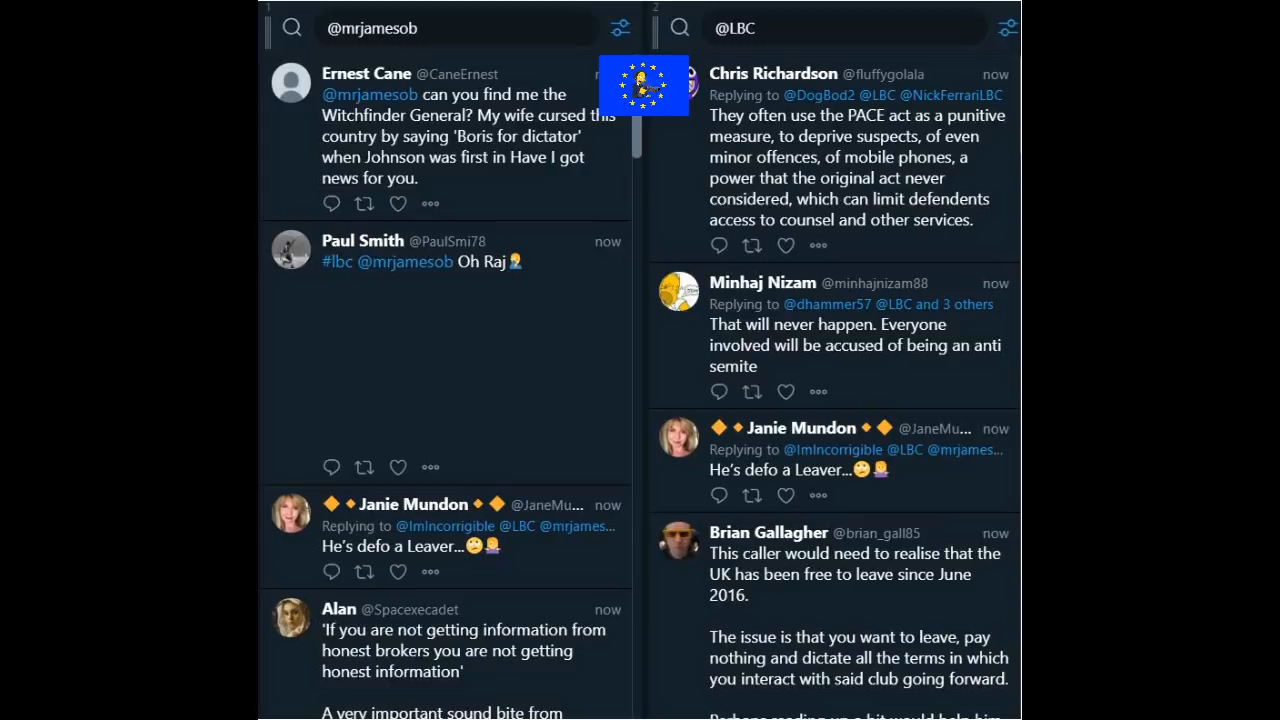 1
@mrjamesob
Ernest Cane @CaneErnest
@mrjamesob can you find me the
Witchfinder General? My wife cursed this
country by saying 'Boris for dictator'
when Johnson was first in Have I got
news for you.
Paul Smith @PaulSmi78 now
#lbc @mrjamesob Oh Raj🤦‍♂️
🔶🔸Janie Mundon🔸🔶 @JaneMu... now
Replying to @ImIncorrigible @LBC @mrjames...
He's defo a Leaver...🙄🤷‍♀️
Alan @Spacexecadet now
'If you are not getting information from
honest brokers you are not getting
honest information'
A very important sound bite from
2
@LBC
Chris Richardson @fluffygolala now
Replying to @DogBod2 @LBC @NickFerrariLBC
They often use the PACE act as a punitive
measure, to deprive suspects, of even
minor offences, of mobile phones, a
power that the original act never
considered, which can limit defendents
access to counsel and other services.
Minhaj Nizam @minhajnizam88 now
Replying to @dhammer57 @LBC and 3 others
That will never happen. Everyone
involved will be accused of being an anti
semite
🔶🔸Janie Mundon🔸🔶 @JaneMu... now
Replying to @ImIncorrigible @LBC @mrjames...
He's defo a Leaver...🙄🤷‍♀️
Brian Gallagher @brian_gall85 now
This caller would need to realise that the
UK has been free to leave since June
2016.
The issue is that you want to leave, pay
nothing and dictate all the terms in which
you interact with said club going forward.
Perhaps reading up a bit would help him